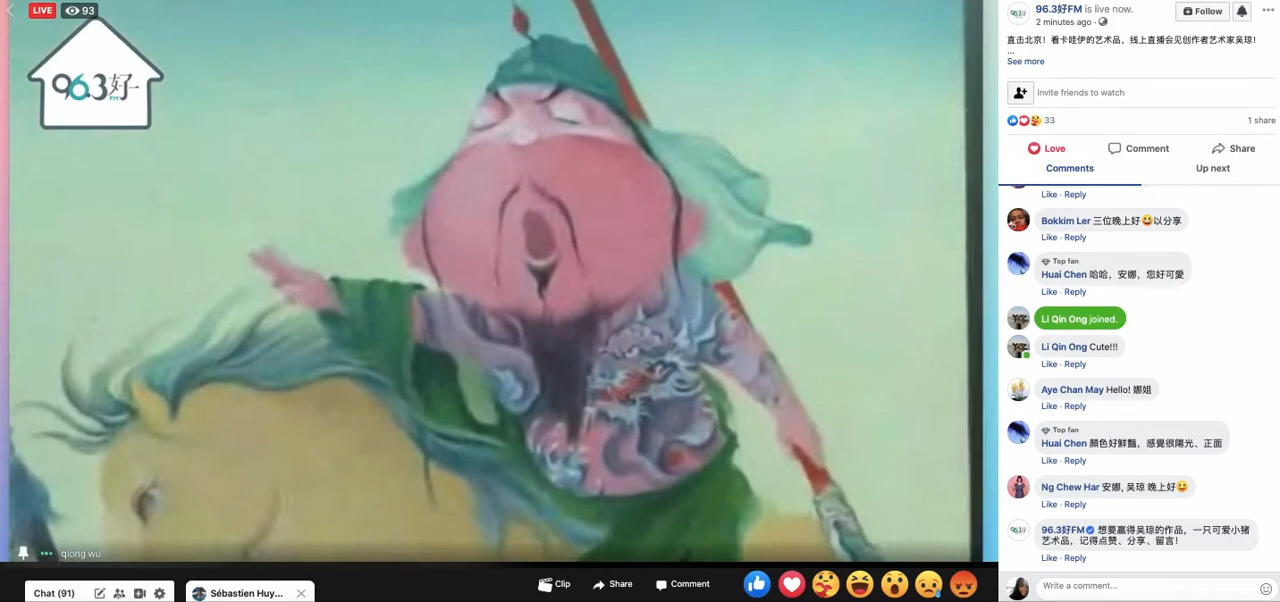 LIVE
93
96.3好
FM
qiong wu
Clip
Share
Comment
Chat (91)
Sébastien Huy...
96.3好FM is live now.
2 minutes ago
Follow
直击北京！看卡哇伊的艺术品，线上直播会见创作者艺术家吴琼！
...
See more
Invite friends to watch
33
1 share
Love
Comment
Share
Comments
Up next
Like · Reply
Bokkim Ler 三位晚上好😃以分享
Like · Reply
Top fan
Huai Chen 哈哈，安娜，您好可愛
Like · Reply
Li Qin Ong joined.
Li Qin Ong Cute!!!
Like · Reply
Aye Chan May Hello! 娜姐
Like · Reply
Top fan
Huai Chen 顏色好鮮豔，感覺很陽光、正面
Like · Reply
Ng Chew Har 安娜, 吴琼 晚上好😃
Like · Reply
96.3好FM 想要赢得吴琼的作品，一只可爱小猪
艺术品，记得点赞、分享、留言！
Like · Reply
Write a comment...